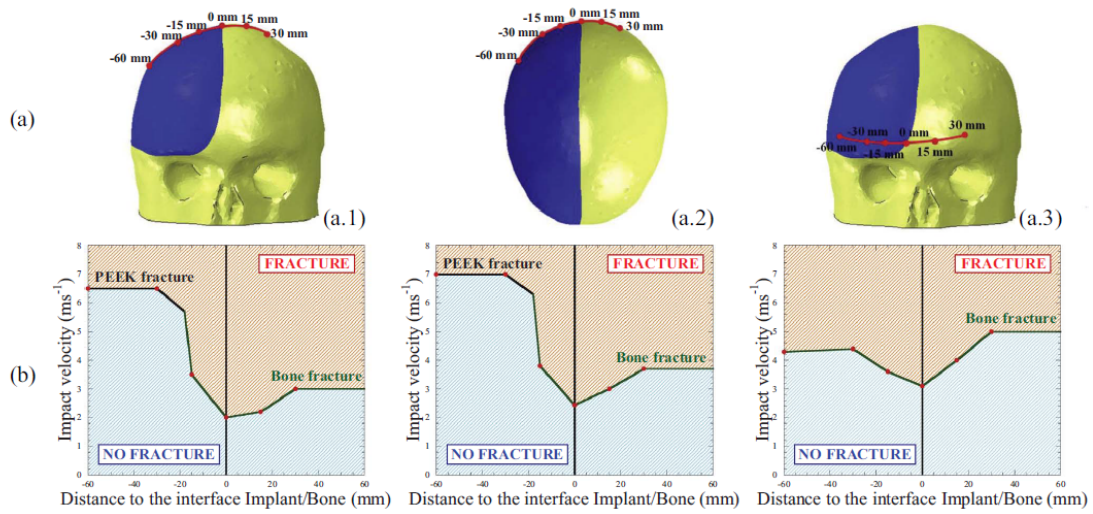 (a)
-60 mm
-30 mm
-15 mm
0 mm
15 mm
30 mm
(a.1)
-60 mm
-30 mm
-15 mm
0 mm
15 mm
30 mm
(a.2)
-60 mm
-30 mm
-15 mm
0 mm
15 mm
30 mm
(a.3)
(b)
Impact velocity (ms-1)
8
7
6
5
4
3
2
1
0
PEEK fracture
FRACTURE
Bone fracture
NO FRACTURE
-60 -40 -20 0 20 40 60
Distance to the interface Implant/Bone (mm)
Impact velocity (ms-1)
8
7
6
5
4
3
2
1
0
PEEK fracture
FRACTURE
Bone fracture
NO FRACTURE
-60 -40 -20 0 20 40 60
Distance to the interface Implant/Bone (mm)
Impact velocity (ms-1)
8
7
6
5
4
3
2
1
0
FRACTURE
Bone fracture
NO FRACTURE
-60 -40 -20 0 20 40 60
Distance to the interface Implant/Bone (mm)